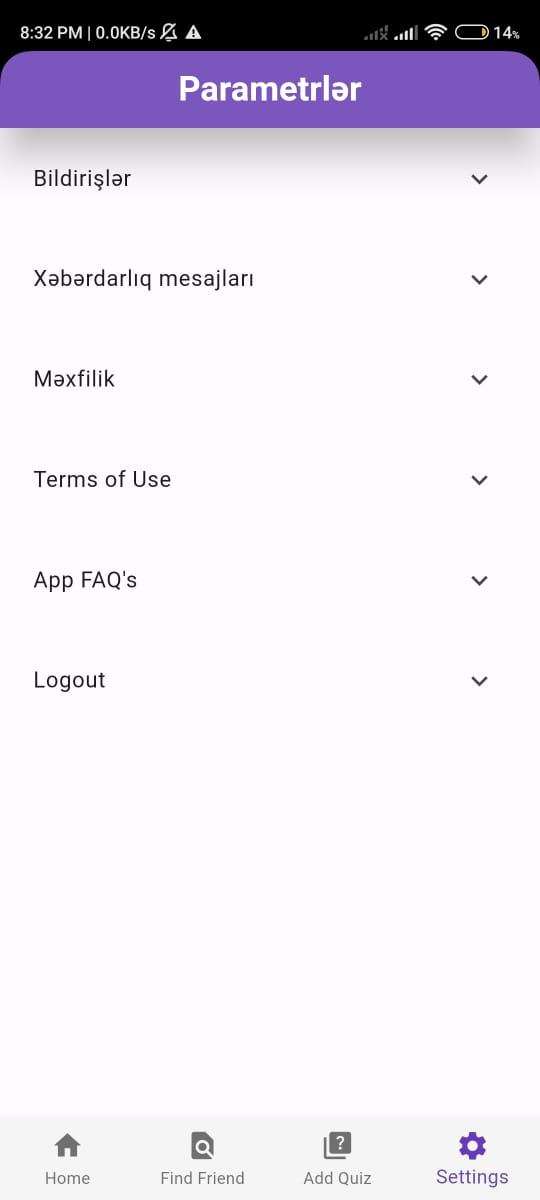 8:32 PM | 0.0KB/s 14%
Parametrlər
Bildirişlər
Xəbərdarlıq mesajları
Məxfilik
Terms of Use
App FAQ's
Logout
Home Find Friend Add Quiz Settings